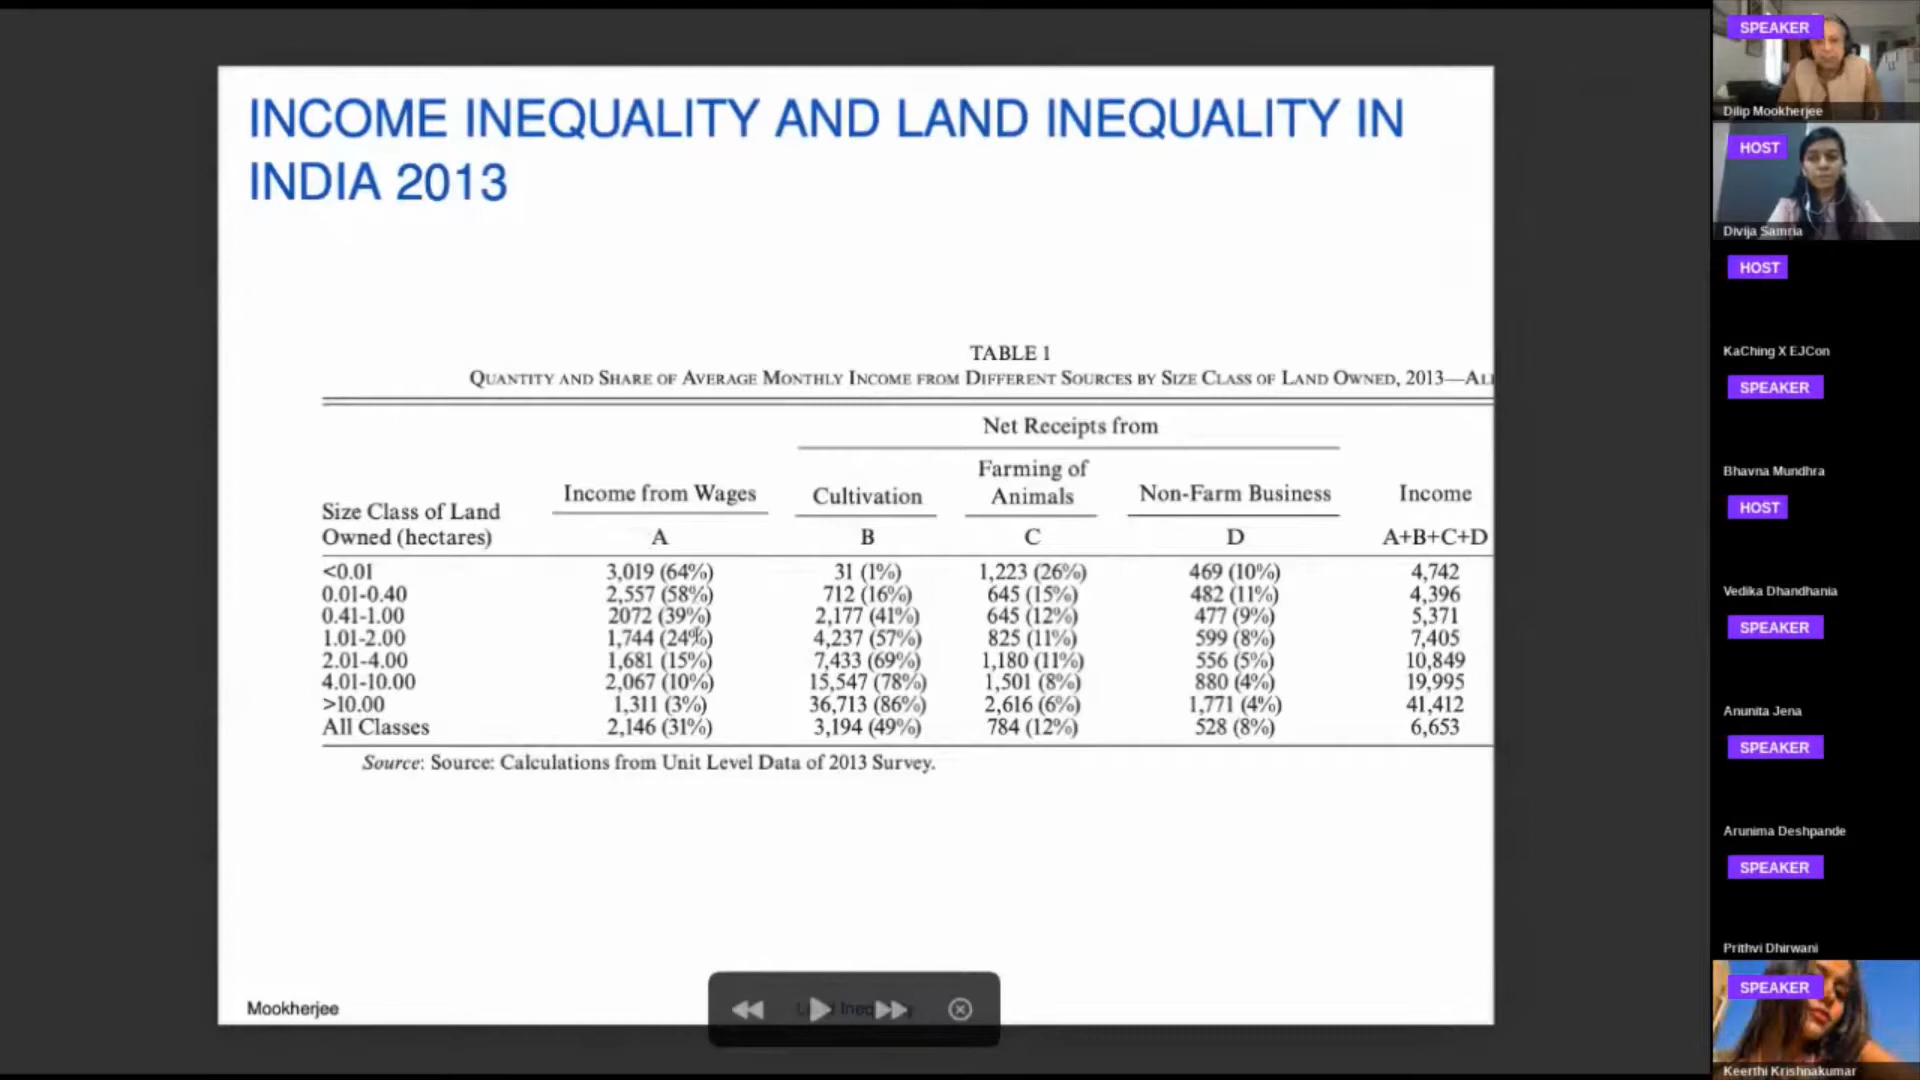 INCOME INEQUALITY AND LAND INEQUALITY IN
INDIA 2013
TABLE 1
QUANTITY AND SHARE OF AVERAGE MONTHLY INCOME FROM DIFFERENT SOURCES BY SIZE CLASS OF LAND OWNED, 2013—ALL
Net Receipts from
Size Class of Land Owned (hectares) Income from Wages Cultivation Farming of Animals Non-Farm Business Income
A B C D A+B+C+D
<0.01 3,019 (64%) 31 (1%) 1,223 (26%) 469 (10%) 4,742
0.01-0.40 2,557 (58%) 712 (16%) 645 (15%) 482 (11%) 4,396
0.41-1.00 2072 (39%) 2,177 (41%) 645 (12%) 477 (9%) 5,371
1.01-2.00 1,744 (24%) 4,237 (57%) 825 (11%) 599 (8%) 7,405
2.01-4.00 1,681 (15%) 7,433 (69%) 1,180 (11%) 556 (5%) 10,849
4.01-10.00 2,067 (10%) 15,547 (78%) 1,501 (8%) 880 (4%) 19,995
>10.00 1,311 (3%) 36,713 (86%) 2,616 (6%) 1,771 (4%) 41,412
All Classes 2,146 (31%) 3,194 (49%) 784 (12%) 528 (8%) 6,653
Source: Source: Calculations from Unit Level Data of 2013 Survey.
Mookherjee
SPEAKER
Dilip Mookherjee
HOST
Divija Samria
HOST
KaChing X EJCon
SPEAKER
Bhavna Mundhra
HOST
Vedika Dhandhania
SPEAKER
Anunita Jena
SPEAKER
Arunima Deshpande
SPEAKER
Prithvi Dhirwani
SPEAKER
Keerthi Krishnakumar